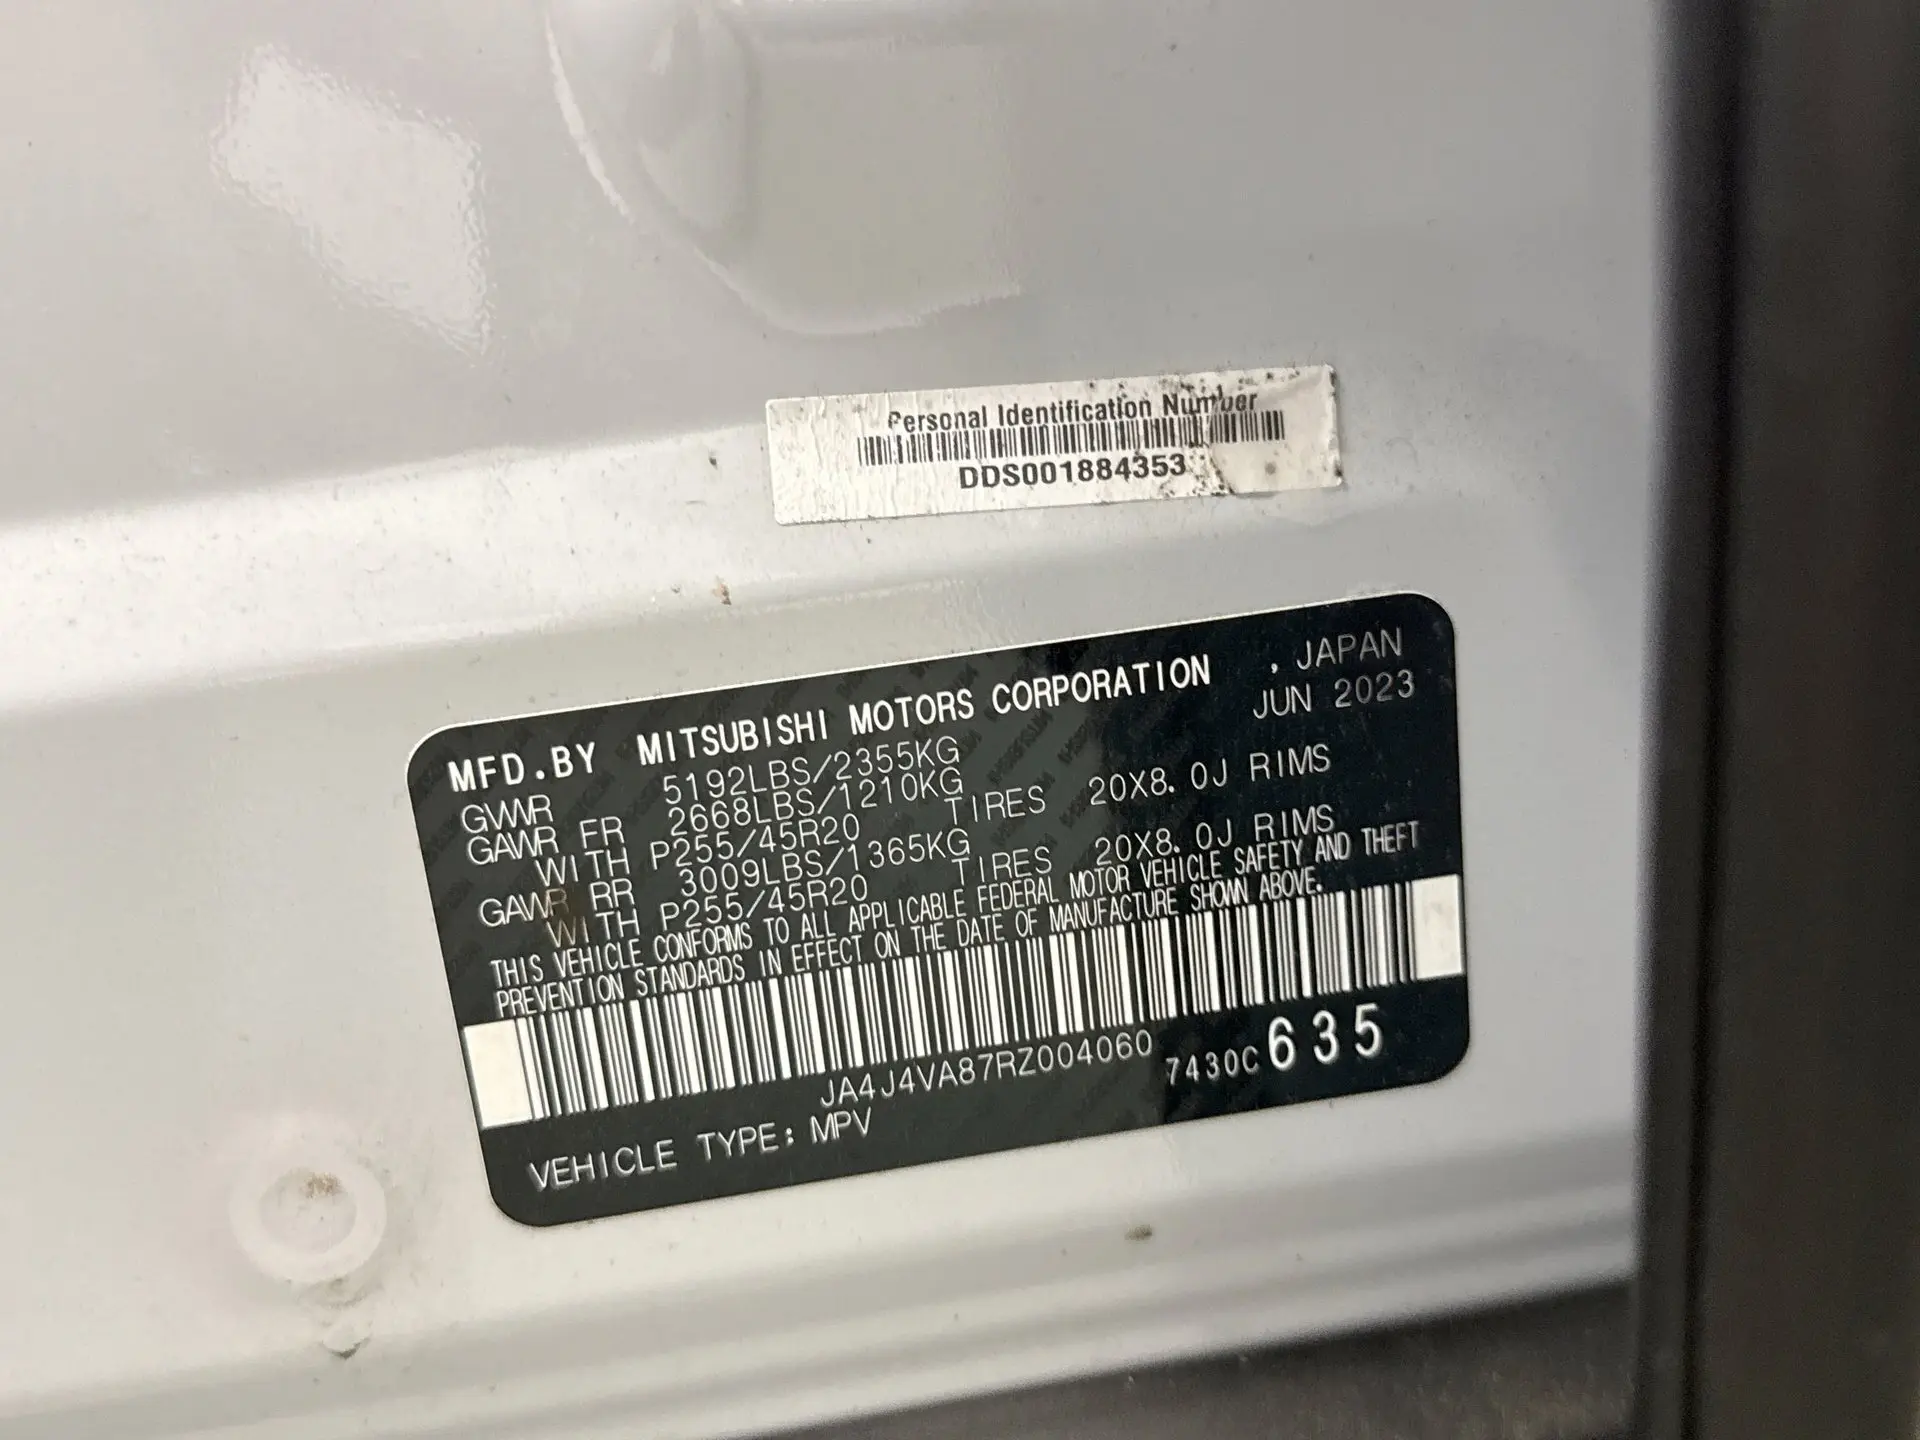 Personal Identification Number
DDS001884353
MFD.BY MITSUBISHI MOTORS CORPORATION , JAPAN
JUN 2023
GVWR 5192LBS/2355KG
GAWR FR 2668LBS/1210KG
WITH P255/45R20 TIRES 20X8.0J RIMS
GAWR RR 3009LBS/1365KG
WITH P255/45R20 TIRES 20X8.0J RIMS
THIS VEHICLE CONFORMS TO ALL APPLICABLE FEDERAL MOTOR VEHICLE SAFETY AND THEFT
PREVENTION STANDARDS IN EFFECT ON THE DATE OF MANUFACTURE SHOWN ABOVE.
JA4J4VA87RZ004060 7430C 635
VEHICLE TYPE: MPV